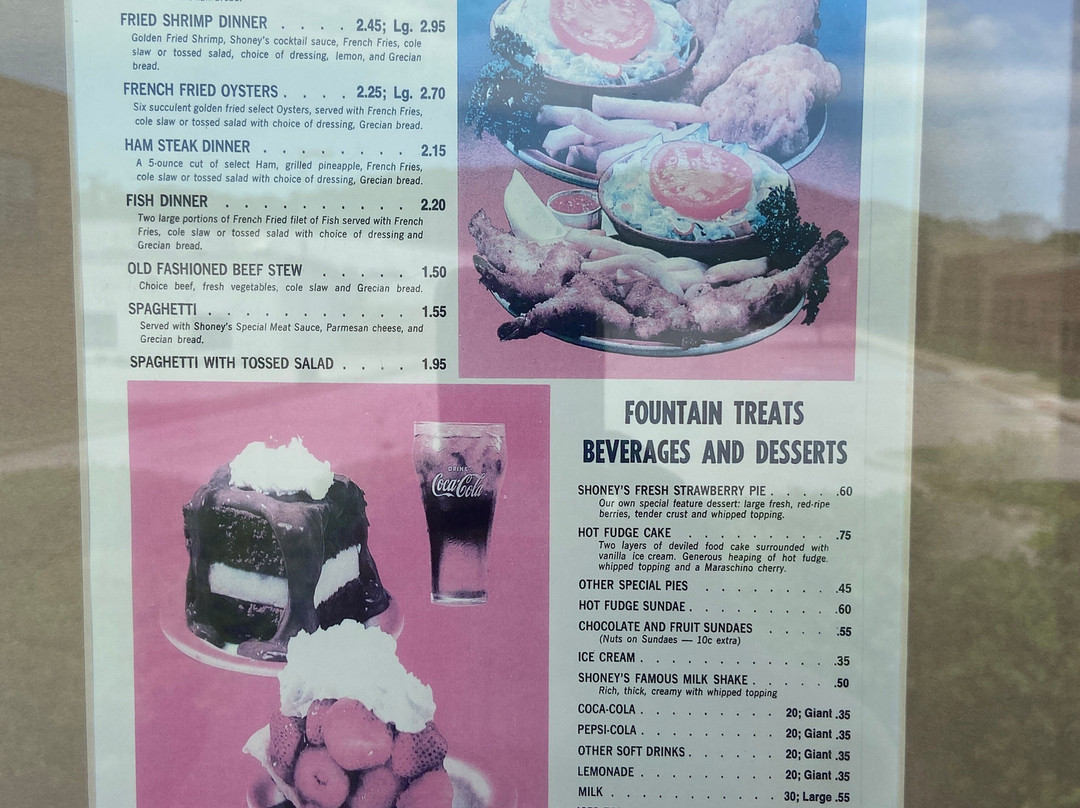 FRIED SHRIMP DINNER . . . . 2.45; Lg. 2.95
Golden Fried Shrimp, Shoney's cocktail sauce, French Fries, cole
slaw or tossed salad, choice of dressing, lemon, and Grecian
bread.
FRENCH FRIED OYSTERS . . . . 2.25; Lg. 2.70
Six succulent golden fried select Oysters, served with French Fries,
cole slaw or tossed salad with choice of dressing, Grecian bread.
HAM STEAK DINNER . . . . . . . . 2.15
A 5-ounce cut of select Ham, grilled pineapple, French Fries,
cole slaw or tossed salad with choice of dressing, Grecian bread.
FISH DINNER . . . . . . . . . . 2.20
Two large portions of French Fried filet of Fish served with French
Fries, cole slaw or tossed salad with choice of dressing and
Grecian bread.
OLD FASHIONED BEEF STEW . . . . . 1.50
Choice beef, fresh vegetables, cole slaw and Grecian bread.
SPAGHETTI . . . . . . . . . . . 1.55
Served with Shoney's Special Meat Sauce, Parmesan cheese, and
Grecian bread.
SPAGHETTI WITH TOSSED SALAD . . . . 1.95
DRINK
Coca-Cola
FOUNTAIN TREATS
BEVERAGES AND DESSERTS
SHONEY'S FRESH STRAWBERRY PIE . . . . .60
Our own special feature dessert: large fresh, red-ripe
berries, tender crust and whipped topping.
HOT FUDGE CAKE . . . . . . . . . .75
Two layers of deviled food cake surrounded with
vanilla ice cream. Generous heaping of hot fudge,
whipped topping and a Maraschino cherry.
OTHER SPECIAL PIES . . . . . . . . .45
HOT FUDGE SUNDAE . . . . . . . . .60
CHOCOLATE AND FRUIT SUNDAES . . . . .55
(Nuts on Sundaes — 10c extra)
ICE CREAM . . . . . . . . . . . .35
SHONEY'S FAMOUS MILK SHAKE . . . . . .50
Rich, thick, creamy with whipped topping
COCA-COLA . . . . . . . . . 20; Giant .35
PEPSI-COLA . . . . . . . . . 20; Giant .35
OTHER SOFT DRINKS . . . . . . 20; Giant .35
LEMONADE . . . . . . . . . 20; Giant .35
MILK . . . . . . . . . . . 30; Large .55